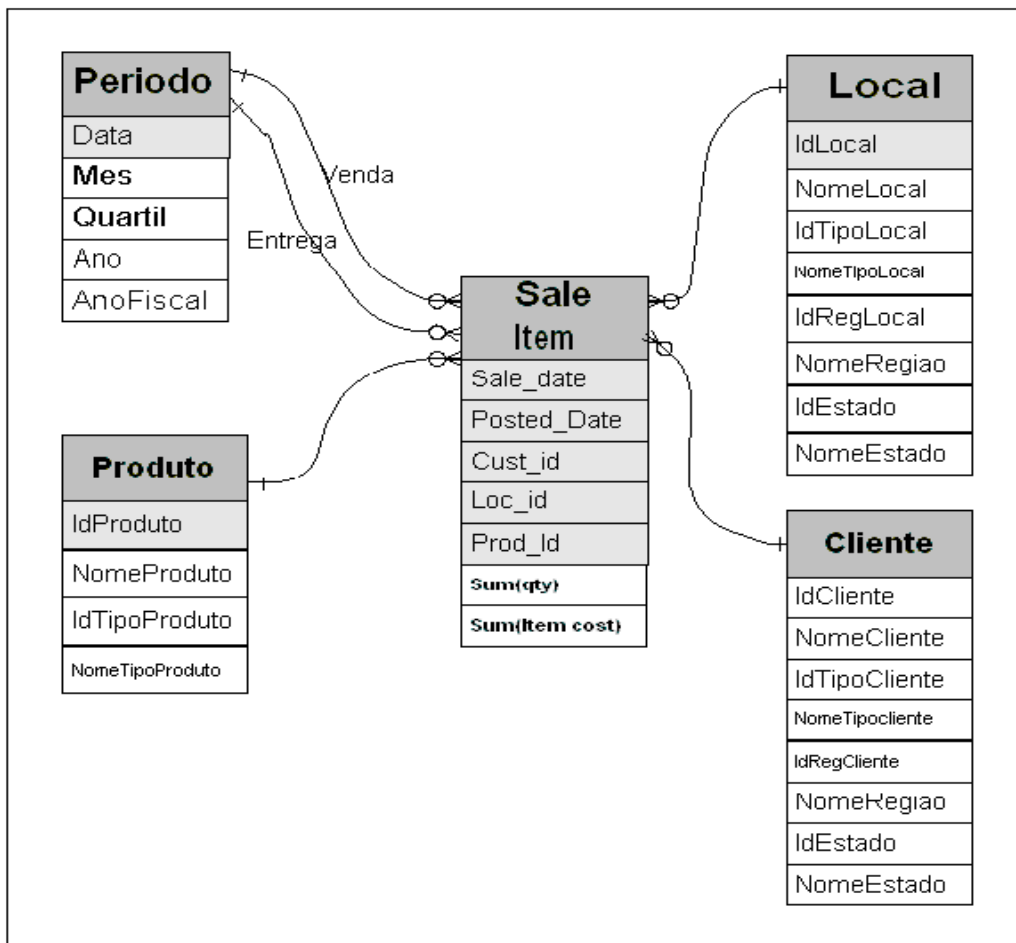 Periodo
Data
Mes
Quartil
Ano
AnoFiscal
Venda
Entrega
Produto
IdProduto
NomeProduto
IdTipoProduto
NomeTipoProduto
Sale
Item
Sale_date
Posted_Date
Cust_id
Loc_id
Prod_Id
Sum(qty)
Sum(Item cost)
Local
IdLocal
NomeLocal
IdTipoLocal
NomeTipoLocal
IdRegLocal
NomeRegiao
IdEstado
NomeEstado
Cliente
IdCliente
NomeCliente
IdTipoCliente
NomeTipocliente
IdRegCliente
NomeRegiao
IdEstado
NomeEstado